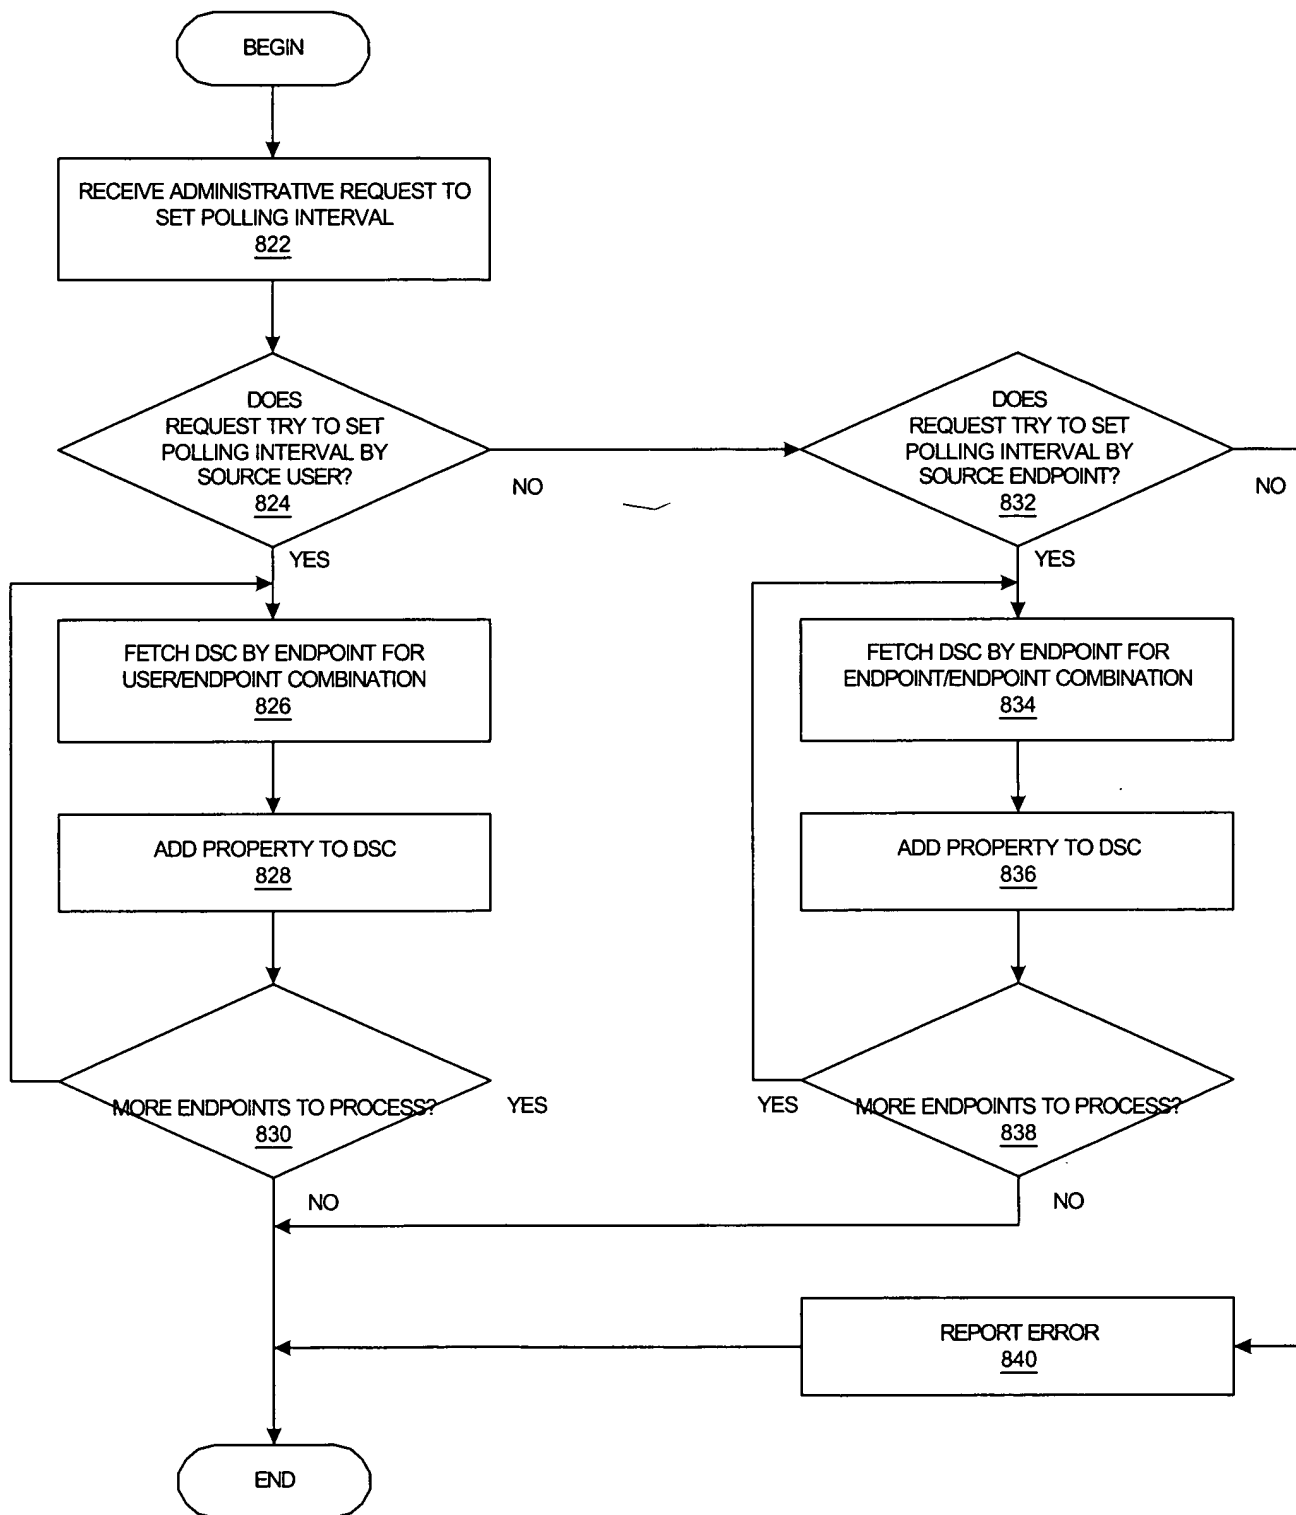 BEGIN
RECEIVE ADMINISTRATIVE REQUEST TO
SET POLLING INTERVAL
822
DOES
REQUEST TRY TO SET
POLLING INTERVAL BY
SOURCE USER?
824
NO
YES
DOES
REQUEST TRY TO SET
POLLING INTERVAL BY
SOURCE ENDPOINT?
832
NO
YES
FETCH DSC BY ENDPOINT FOR
USER/ENDPOINT COMBINATION
826
FETCH DSC BY ENDPOINT FOR
ENDPOINT/ENDPOINT COMBINATION
834
ADD PROPERTY TO DSC
828
ADD PROPERTY TO DSC
836
MORE ENDPOINTS TO PROCESS?
830
YES
NO
YES
MORE ENDPOINTS TO PROCESS?
838
NO
REPORT ERROR
840
END